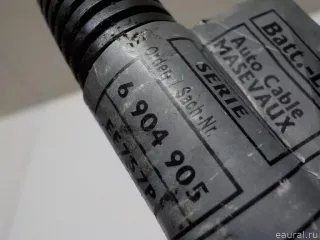 Batt.-L
Auto Cable
MASEVAUX
SERIE
Sach-Nr.
6 904 905
eaural.ru